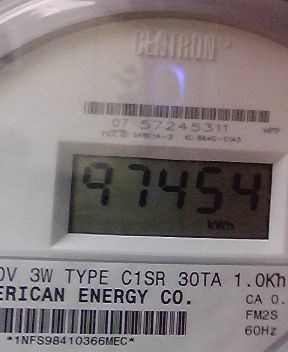 CENTRON®
07 57245311 MPP
97454
kWh
0V 3W TYPE C1SR 30TA 1.0Kh
ERICAN ENERGY CO.
CA 0.
FM2S
60Hz
*1NFS98410366MEC*